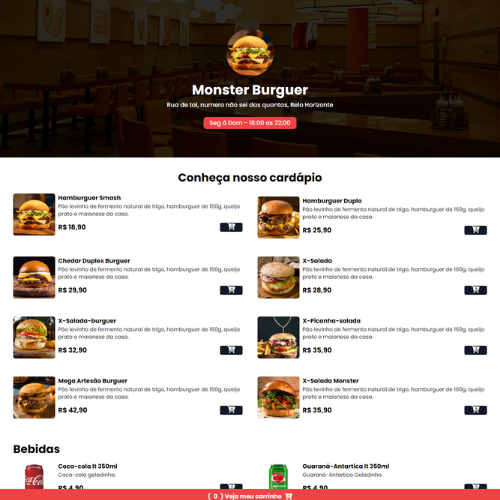 Monster Burguer
Rua de tal, numero não sei das quantas, Belo Horizonte
Seg á Dom - 18:00 as 22:00
Conheça nosso cardápio
Hamburguer Smash
Pão levinho de fermento natural de trigo, hamburguer de 160g, queijo
prato e maionese da casa.
R$ 18,90
Hamburguer Duplo
Pão levinho de fermento natural de trigo, hamburguer de 160g, queijo
prato e maionese da casa.
R$ 25,90
Chedar Duplex Burguer
Pão levinho de fermento natural de trigo, hamburguer de 160g, queijo
prato e maionese da casa.
R$ 29,90
X-Salada
Pão levinho de fermento natural de trigo, hamburguer de 160g, queijo
prato e maionese da casa.
R$ 28,90
X-Salada-burguer
Pão levinho de fermento natural de trigo, hamburguer de 160g, queijo
prato e maionese da casa.
R$ 32,90
X-Picanha-salada
Pão levinho de fermento natural de trigo, hamburguer de 160g, queijo
prato e maionese da casa.
R$ 35,90
Mega Artesão Burguer
Pão levinho de fermento natural de trigo, hamburguer de 160g, queijo
prato e maionese da casa.
R$ 42,90
X-Salada Monster
Pão levinho de fermento natural de trigo, hamburguer de 160g, queijo
prato e maionese da casa.
R$ 35,90
Bebidas
Coca-cola lt 350ml
Coca-cola geladinha.
R$ 4,90
Guaraná-Antartica lt 350ml
Guaraná-Antartica Geladinho.
R$ 4,90
( 0 ) Veja meu carrinho